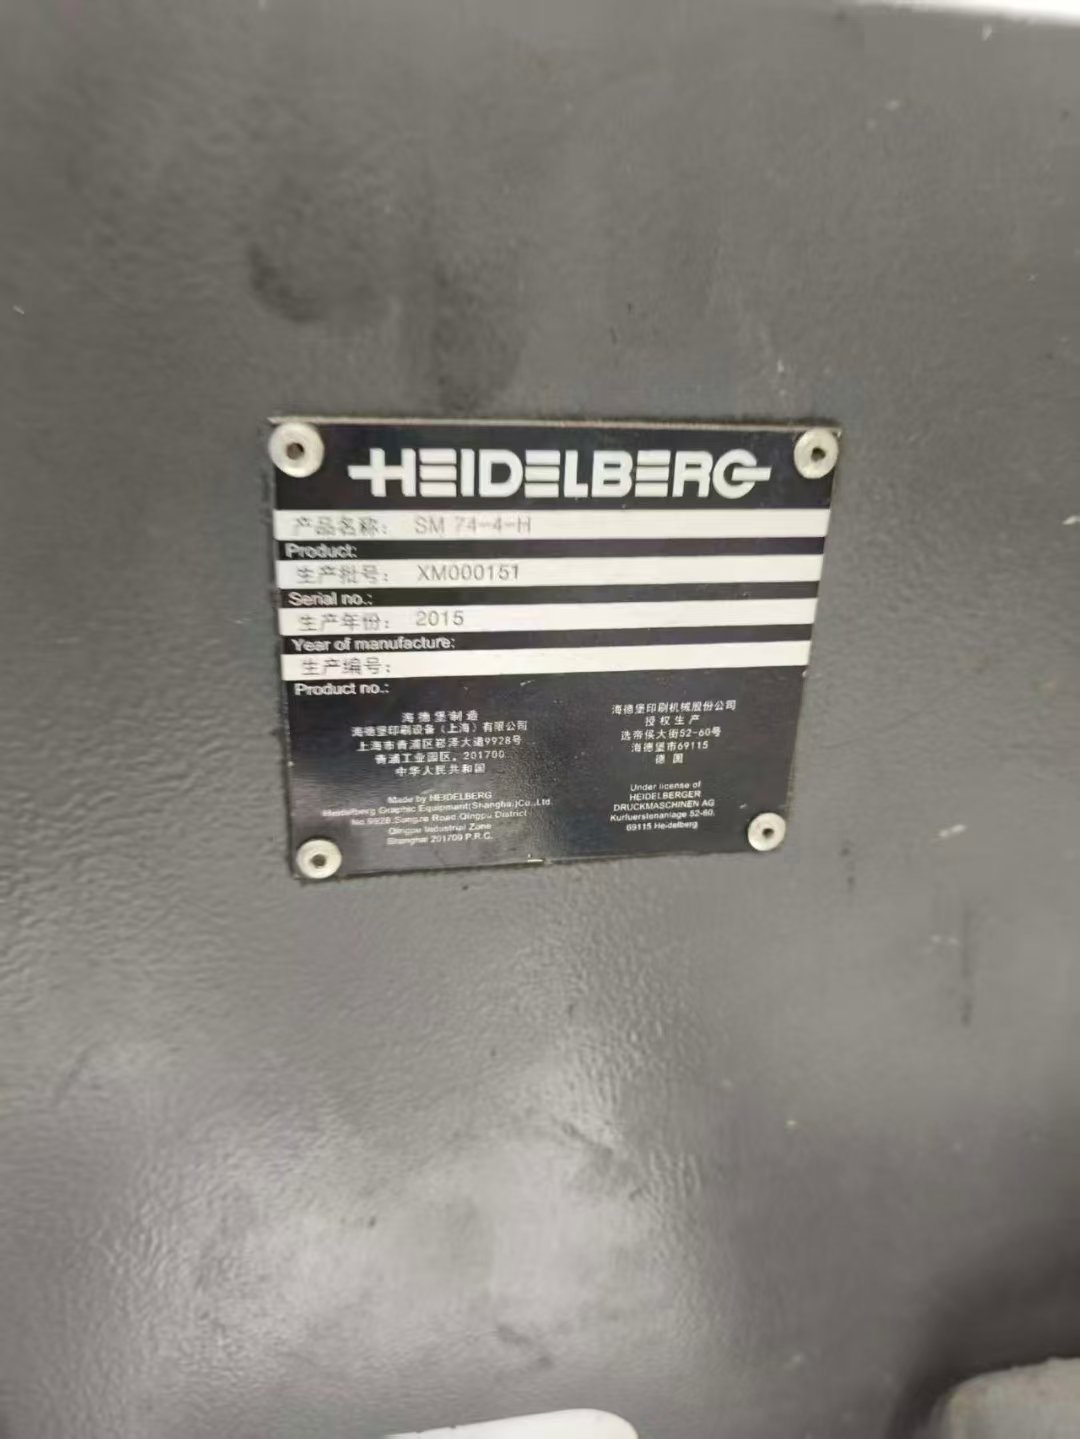 HEIDELBERG
产品名称： SM 74-4-H
Product:
生产批号： XM000151
Serial no.:
生产年份： 2015
Year of manufacture:
生产编号：
Product no.:
海德堡制造
海德堡印刷设备（上海）有限公司
上海市青浦区崧泽大道9928号
青浦工业园区，201700
中华人民共和国
Made by HEIDELBERG
Heidelberg Graphic Equipment(Shanghai)Co.,Ltd.
No.9928,Songze Road,Qingpu District
Qingpu Industrial Zone
Shanghai 201700 P.R.C.
海德堡印刷机械股份公司
授权生产
选帝侯大街52-60号
海德堡市69115
德国
Under license of
HEIDELBERGER
DRUCKMASCHINEN AG
Kurfuerstenanlage 52-60,
69115 Heidelberg